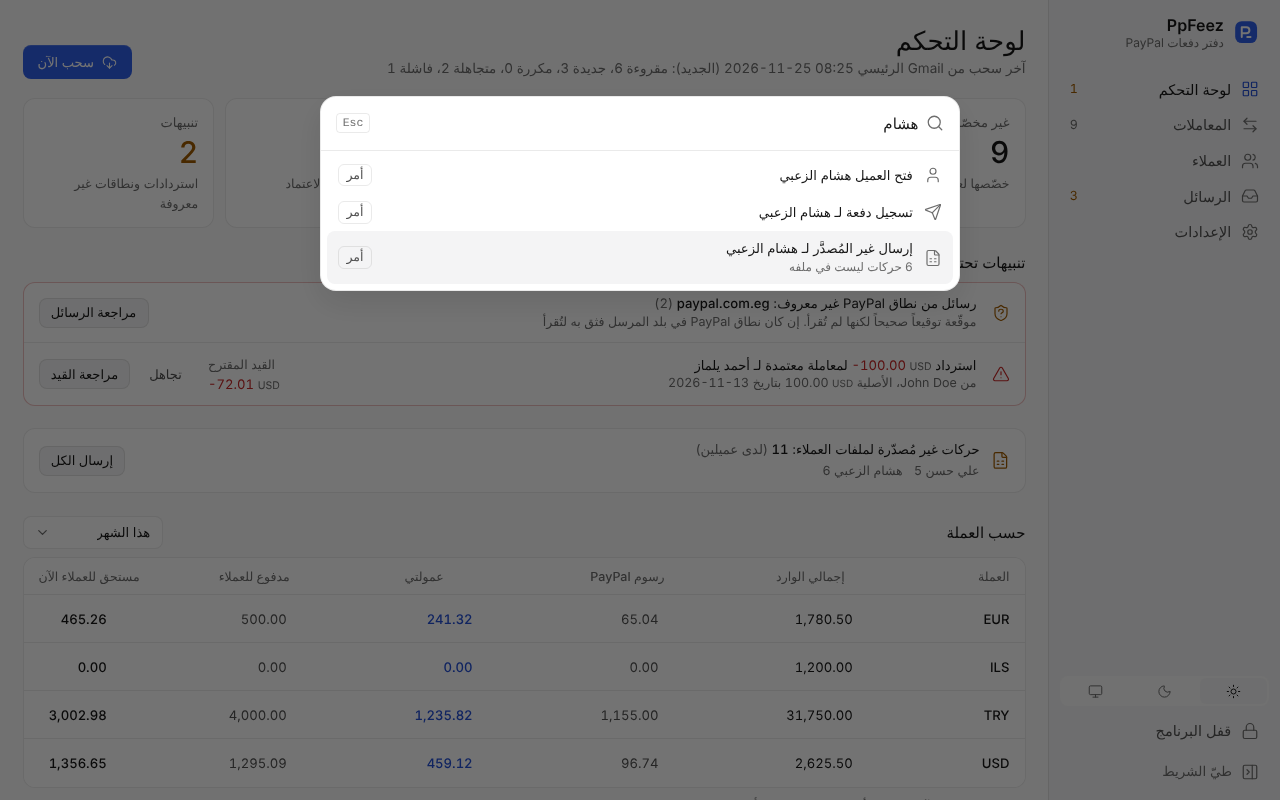 PpFeez
دفتر دفعات PayPal
لوحة التحكم 1
المعاملات 9
العملاء
الرسائل 3
الإعدادات
قفل البرنامج
طيّ الشريط
لوحة التحكم
آخر سحب من Gmail الرئيسي 08:25 25-11-2026 (الجديد): مقروءة 6، جديدة 3، مكررة 0، متجاهلة 2، فاشلة 1
سحب الآن
غير مخصّ
9
خصّصها لع
الاعتماد
تنبيهات
2
استردادات ونطاقات غير
معروفة
هشام
Esc
فتح العميل هشام الزعبي أمر
تسجيل دفعة لـ هشام الزعبي أمر
إرسال غير المُصدَّر لـ هشام الزعبي أمر
6 حركات ليست في ملفه
تنبيهات تحتـ
رسائل من نطاق PayPal غير معروف: paypal.com.eg (2)
موقّعة توقيعاً صحيحاً لكنها لم تُقرأ. إن كان نطاق PayPal في بلد المرسل فثق به لتُقرأ
مراجعة الرسائل
استرداد -100.00 USD لمعاملة معتمدة لـ أحمد يلماز
من John Doe، الأصلية 100.00 USD بتاريخ 13-11-2026
القيد المقترح
-72.01 USD
تجاهل
مراجعة القيد
حركات غير مُصدّرة لملفات العملاء: 11 (لدى عميلين)
علي حسن 5 هشام الزعبي 6
إرسال الكل
حسب العملة
هذا الشهر
العملة إجمالي الوارد رسوم PayPal عمولتي مدفوع للعملاء مستحق للعملاء الآن
EUR 1,780.50 65.04 241.32 500.00 465.26
ILS 1,200.00 0.00 0.00 0.00 0.00
TRY 31,750.00 1,155.00 1,235.82 4,000.00 3,002.98
USD 2,625.50 96.74 459.12 1,295.09 1,356.65